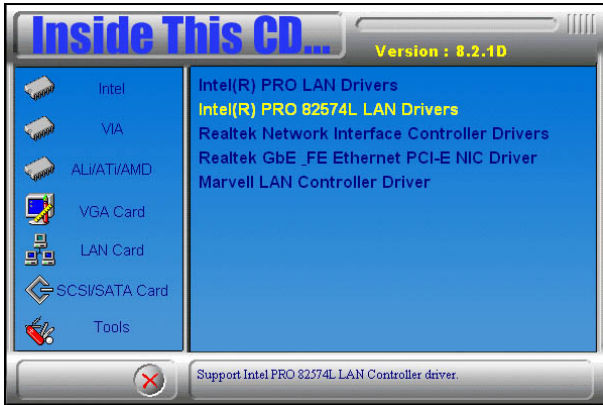 Inside This CD...
Version : 8.2.1D
Intel
VIA
ALi/ATi/AMD
VGA Card
LAN Card
SCSI/SATA Card
Tools
Intel(R) PRO LAN Drivers
Intel(R) PRO 82574L LAN Drivers
Realtek Network Interface Controller Drivers
Realtek GbE _FE Ethernet PCI-E NIC Driver
Marvell LAN Controller Driver
Support Intel PRO 82574L LAN Controller driver.